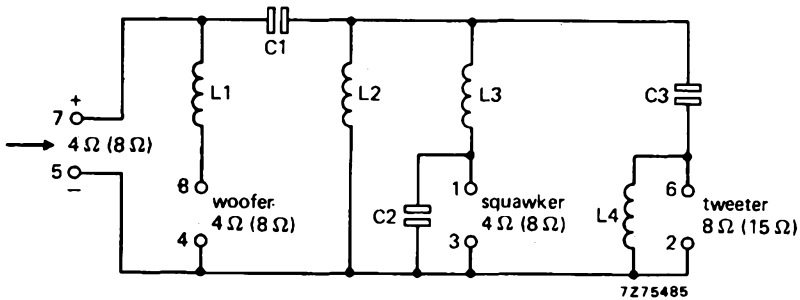 C1
L1
L2
L3
C3
+
7
4 Ω (8 Ω)
5
−
8
woofer
4 Ω (8 Ω)
4
C2
1
squawker
4 Ω (8 Ω)
3
L4
6
tweeter
8 Ω (15 Ω)
2
7Z75485